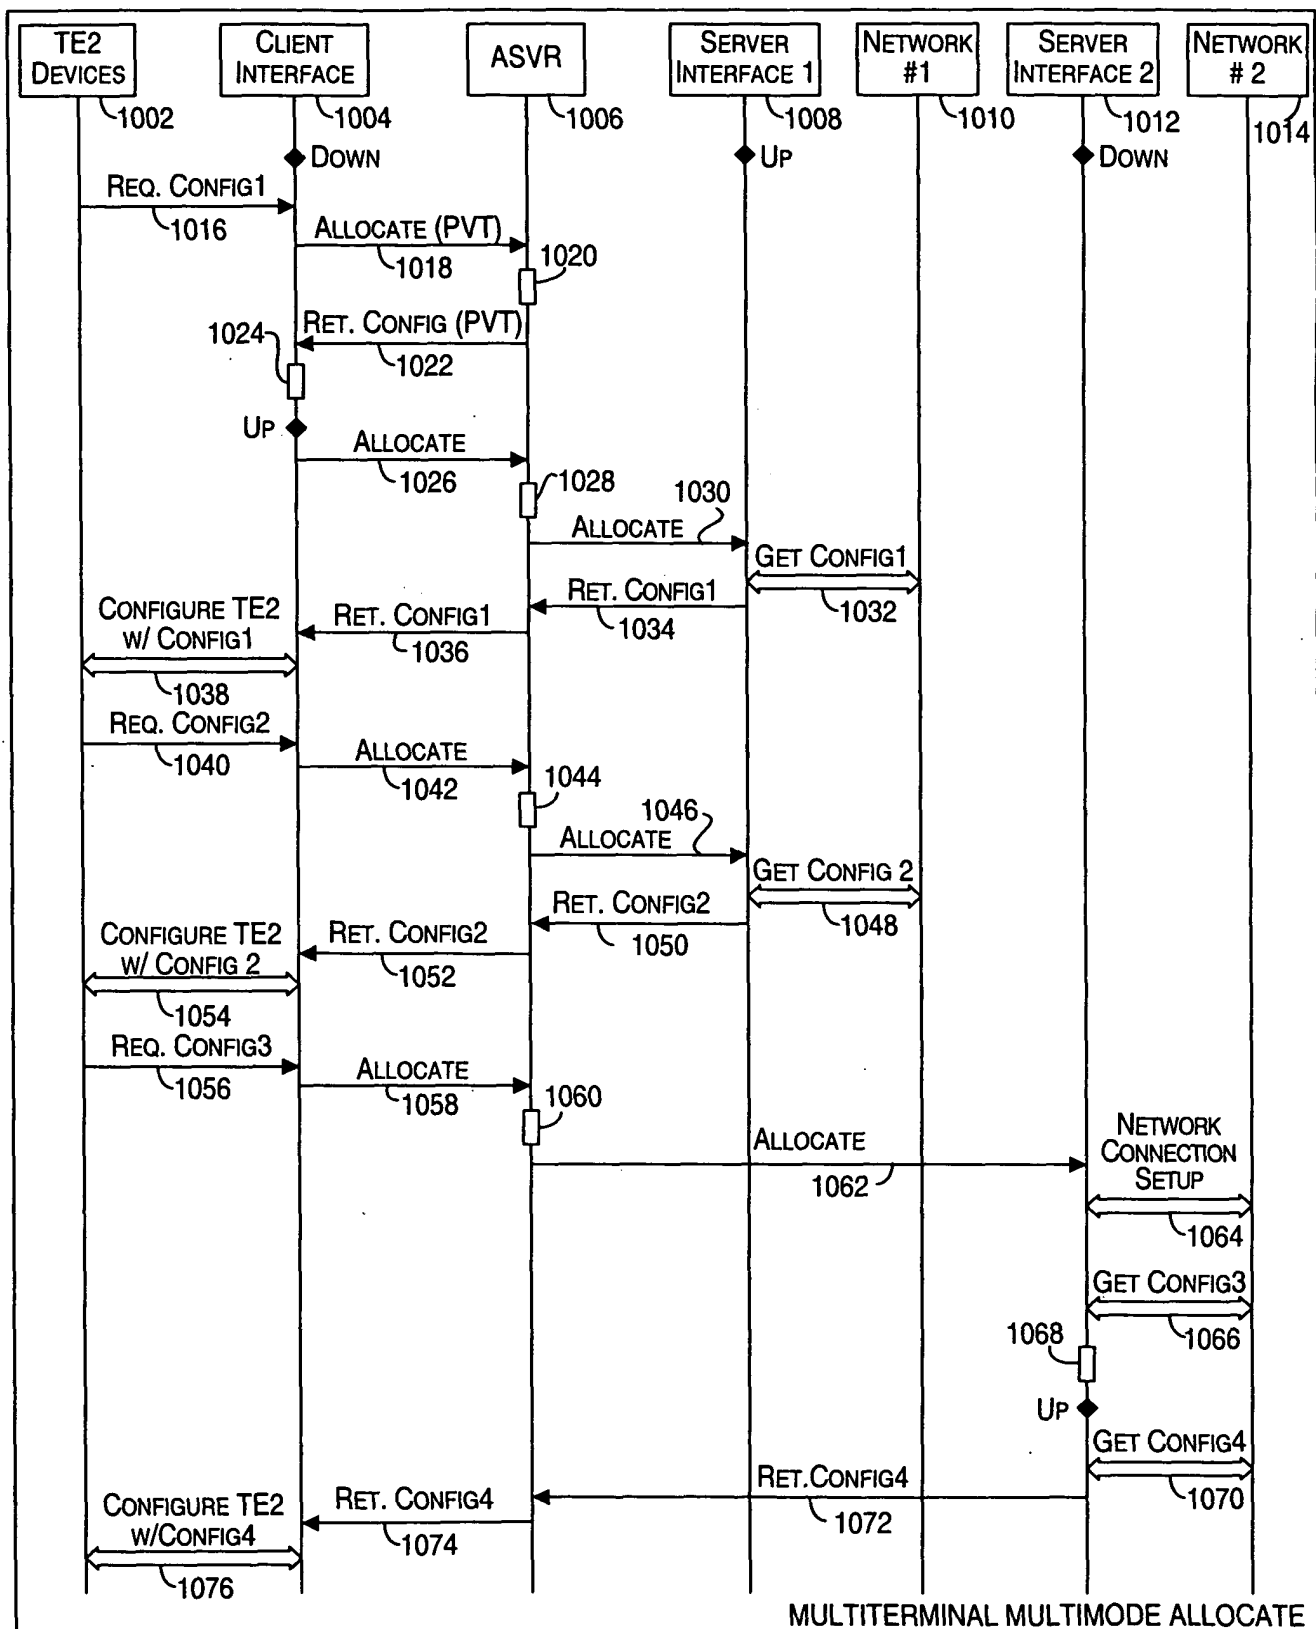 TE2
DEVICES
1002
CLIENT
INTERFACE
1004
ASVR
1006
SERVER
INTERFACE 1
1008
NETWORK
#1
1010
SERVER
INTERFACE 2
1012
NETWORK
# 2
1014
DOWN
UP
DOWN
REQ. CONFIG1
1016
ALLOCATE (PVT)
1018
1020
RET. CONFIG (PVT)
1022
1024
UP
ALLOCATE
1026
1028
ALLOCATE
1030
GET CONFIG1
1032
RET. CONFIG1
1034
RET. CONFIG1
1036
CONFIGURE TE2
W/ CONFIG1
1038
REQ. CONFIG2
1040
ALLOCATE
1042
1044
ALLOCATE
1046
GET CONFIG 2
1048
RET. CONFIG2
1050
RET. CONFIG2
1052
CONFIGURE TE2
W/ CONFIG 2
1054
REQ. CONFIG3
1056
ALLOCATE
1058
1060
ALLOCATE
1062
NETWORK
CONNECTION
SETUP
1064
GET CONFIG3
1066
1068
UP
GET CONFIG4
1070
RET.CONFIG4
1072
RET. CONFIG4
1074
CONFIGURE TE2
W/CONFIG4
1076
MULTITERMINAL MULTIMODE ALLOCATE